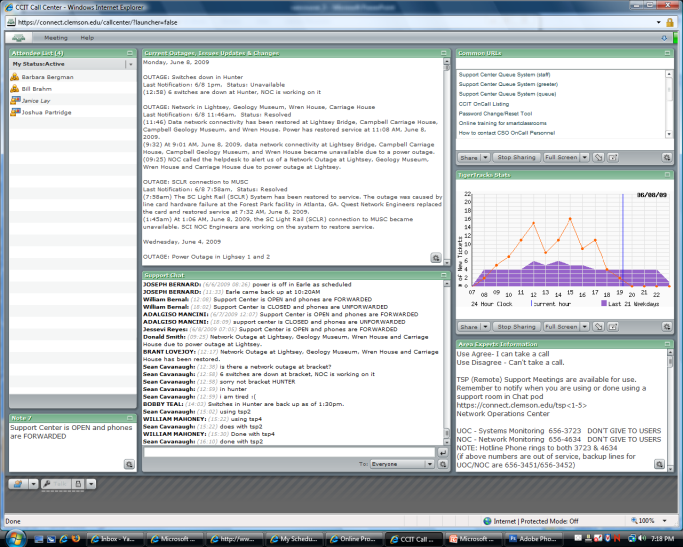 CCIT Call Center - Windows Internet Explorer
https://connect.clemson.edu/callcenter/?launcher=false
Meeting Help
Attendee List (4)
My Status:Active
Barbara Bergman
Bill Brahm
Janice Lay
Joshua Partridge
Note 7
Support Center is OPEN and phones
are FORWARDED
Current Outages, Issues Updates & Changes
Monday, June 8, 2009
OUTAGE: Switches down in Hunter
Last Notification: 6/8 1pm. Status: Unavailable
(12:58) 6 switches are down at Hunter, NOC is working on it
OUTAGE: Network in Lightsey, Geology Museum, Wren House, Carriage House
Last Notification: 6/8 11:46am. Status: Resolved
(11:46) Data network connectivity has been restored at Lightsey Bridge, Campbell Carriage House,
Campbell Geology Museum, and Wren House. Power has restored service at 11:08 AM, June 8,
2009.
(9:32) At 9:01 AM, June 8, 2009, data network connectivity at Lightsey Bridge, Campbell Carriage
House, Campbell Geology Museum, and Wren House became unavailable due to a power outage.
(09:25) NOC called the helpdesk to alert us of a Network Outage at Lightsey, Geology Museum,
Wren House and Carriage House due to power outage at Lightsey.
OUTAGE: SCLR connection to MUSC
Last Notification: 6/8 7:58am, Status: Resolved
(7:58am) The SC Light Rail (SCLR) System has been restored to service. The outage was caused by
line card hardware failure at the Forest Park facility in Atlanta, GA. Qwest Network Engineers replaced
the card and restored service at 7:32 AM, June 8, 2009.
(1:45am) At 1:06 AM, June 8, 2009, the SC Light Rail (SCLR) connection to MUSC became
unavailable. SCI NOC Engineers are working on the system to restore service.
Wednesday, June 4, 2009
OUTAGE: Power Outage in Lighsey 1 and 2
Support Chat
JOSEPH BERNARD: (6/6/2009 08:26) power is off in Earle as scheduled
JOSEPH BERNARD: (11:33) Earle came back up at 10:20AM
William Bernal: (12:08) Support Center is OPEN and phones are FORWARDED
William Bernal: (18:02) Support Center is CLOSED and phones are UNFORWARDED
ADALGISO MANCINI: (6/7/2009 12:07) Support Center is OPEN and phones are FORWARDED
ADALGISO MANCINI: (18:09) support center is CLOSED and phones are UNFORWARDED
Jessevi Reyes: (6/8/2009 07:05) Support Center is OPEN and phones are FORWARDED
Donald Smith: (09:25) Network Outage at Lightsey, Geology Museum, Wren House and Carriage
House due to power outage at Lightsey.
BRANT LOVEJOY: (12:17) Network Outage at Lightsey, Geology Museum, Wren House and Carriage
House has been restored.
Sean Cavanaugh: (12:38) is there a network outage at bracket?
Sean Cavanaugh: (12:58) 6 switches are down at bracket, NOC is working on it
Sean Cavanaugh: (12:58) sorry not bracket HUNTER
Sean Cavanaugh: (12:59) in hunter
Sean Cavanaugh: (12:59) i am tired :(
BOBBY TEAL: (14:03) Switches in Hunter are back up as of 1:30pm.
Sean Cavanaugh: (15:02) using tsp2
WILLIAM MAHONEY: (15:22) using tsp4
Sean Cavanaugh: (15:22) done with tsp2
WILLIAM MAHONEY: (15:30) Done with tsp4
Sean Cavanaugh: (16:10) done with tsp2
To: Everyone
Common URLs
Support Center Queue System (staff)
Support Center Queue System (greeter)
Support Center Queue System (queue)
CCIT OnCall Listing
Password Change/Reset Tool
Online training for smartclassrooms
How to contact CSO OnCall Personnel
Share Stop Sharing Full Screen
TigerTracks Stats
06/08/09
# of New Tickets
22
20
18
16
14
12
10
8
6
4
2
0
07 08 09 10 11 12 13 14 15 16 17 18 19 20 21 22
24 Hour Clock current hour Last 21 Weekdays
Share Stop Sharing Full Screen
Area Experts Information
Use Agree- I can take a call
Use Disagree - Can't take a call.
TSP (Remote) Support Meetings are available for use.
Remember to notify when you are using or done using a
support room in Chat pod
https://connect.clemson.edu/tsp<1-5>
Network Operations Center
UOC - Systems Monitoring 656-3723 DON'T GIVE TO USERS
NOC - Network Monitoring 656-4634 DON'T GIVE TO USERS
NOTE: Hotline Phone rings to both 3723 & 4634
(if above numbers are out of service, backup lines for
UOC/NOC are 656-3451/656-3452)
Done
Internet | Protected Mode: Off
100%
Inbox - Ya...
Microsoft ...
http://ww...
My Schedu...
Online Pro...
CCIT Call ...
Microsoft ...
Adobe Pho...
7:18 PM